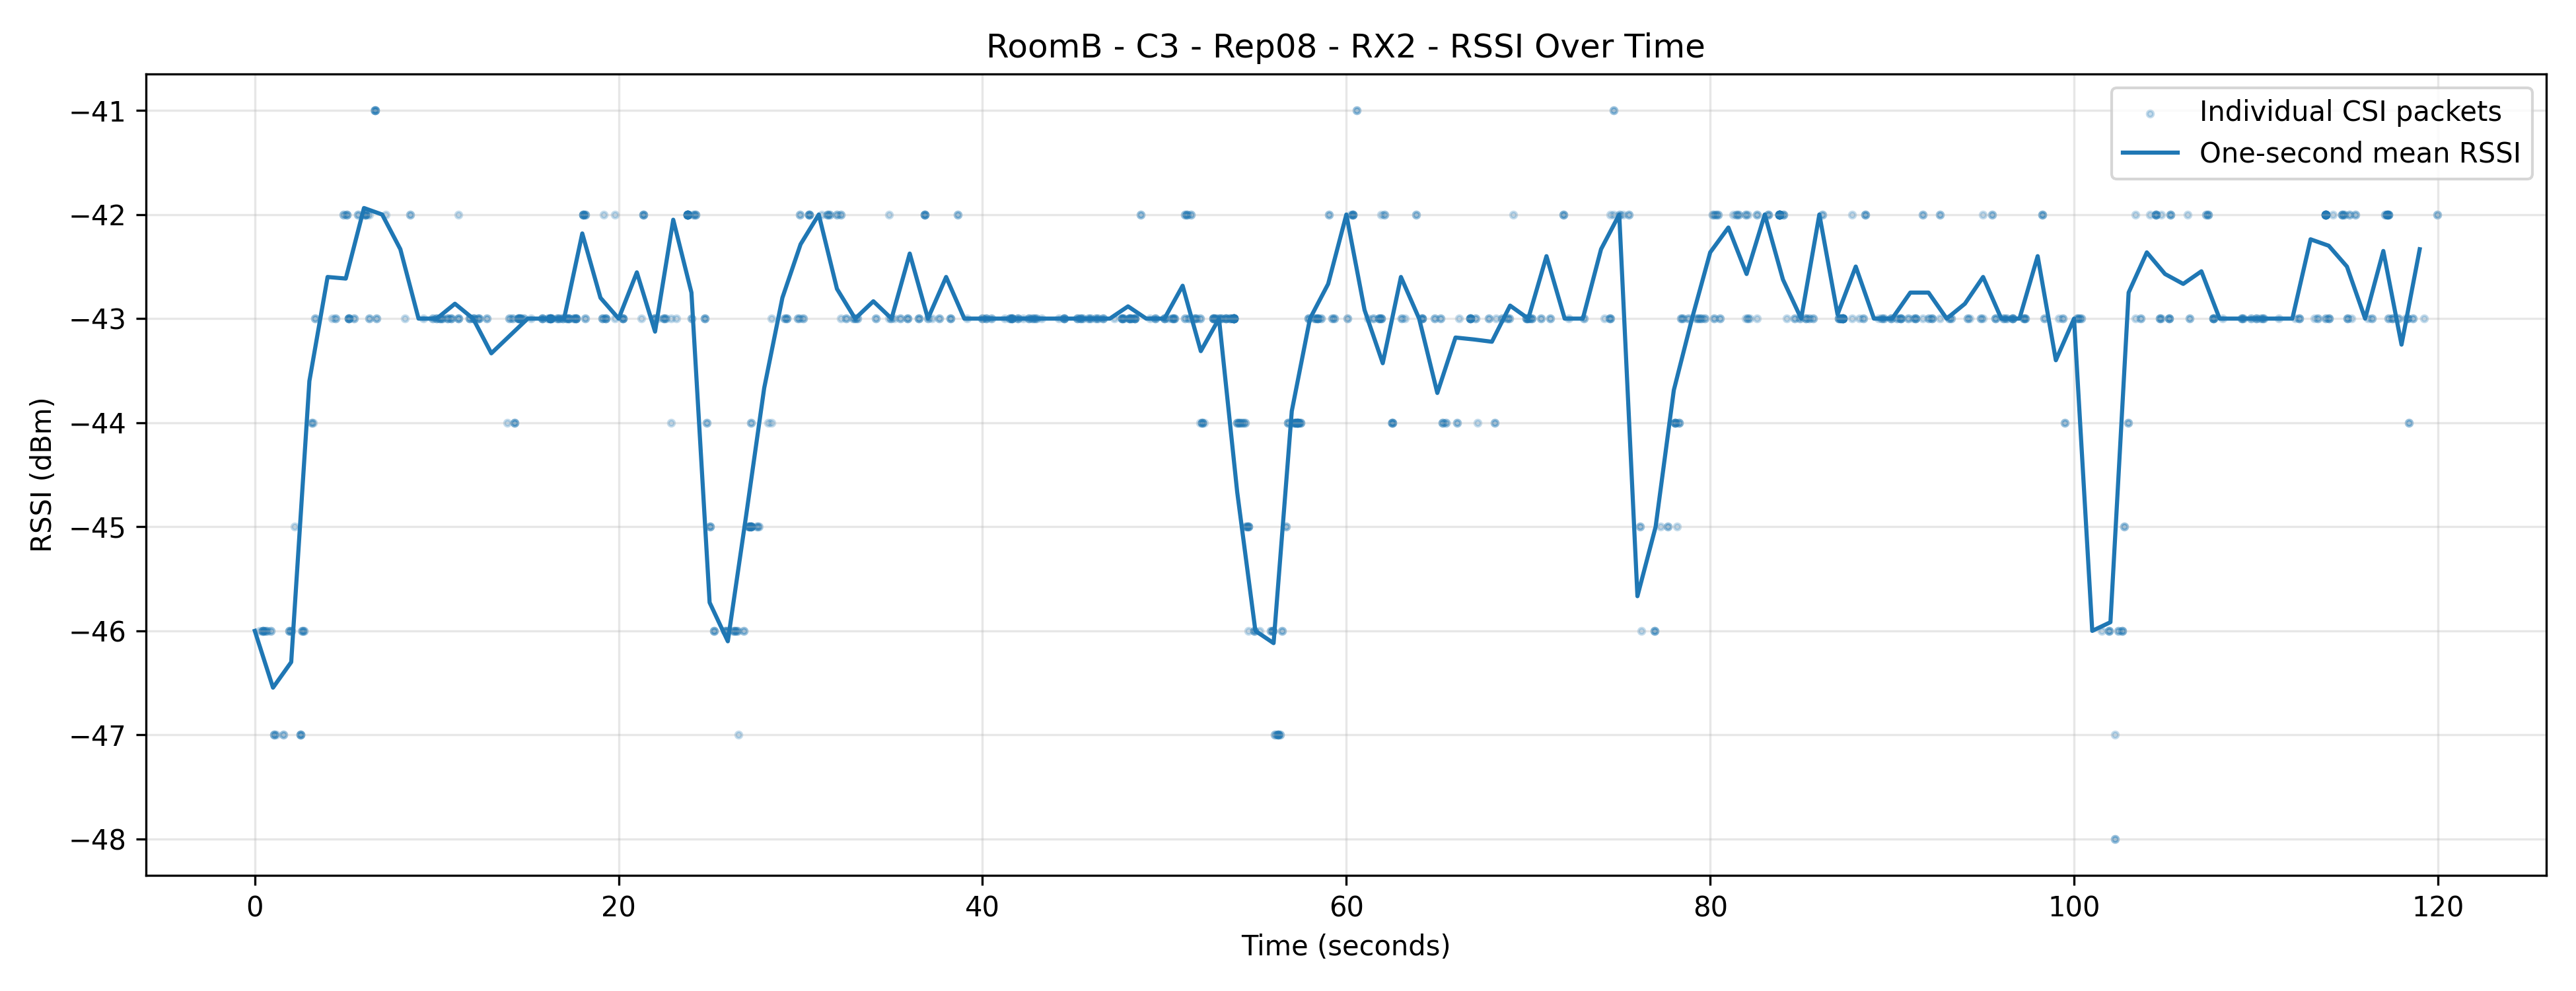 RoomB - C3 - Rep08 - RX2 - RSSI Over Time
Individual CSI packets
One-second mean RSSI
RSSI (dBm)
−41
−42
−43
−44
−45
−46
−47
−48
0 20 40 60 80 100 120
Time (seconds)